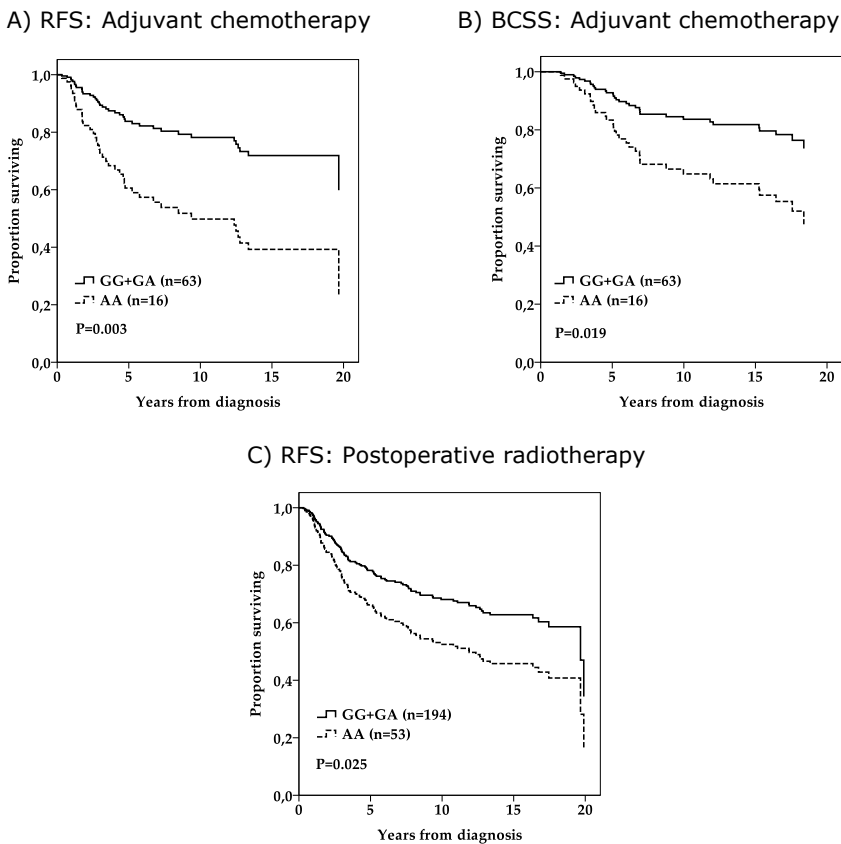 A) RFS: Adjuvant chemotherapy
Proportion surviving
1,0
0,8
0,6
0,4
0,2
0,0
GG+GA (n=63)
AA (n=16)
P=0.003
0 5 10 15 20
Years from diagnosis
B) BCSS: Adjuvant chemotherapy
Proportion surviving
1,0
0,8
0,6
0,4
0,2
0,0
GG+GA (n=63)
AA (n=16)
P=0.019
0 5 10 15 20
Years from diagnosis
C) RFS: Postoperative radiotherapy
Proportion surviving
1,0
0,8
0,6
0,4
0,2
0,0
GG+GA (n=194)
AA (n=53)
P=0.025
0 5 10 15 20
Years from diagnosis